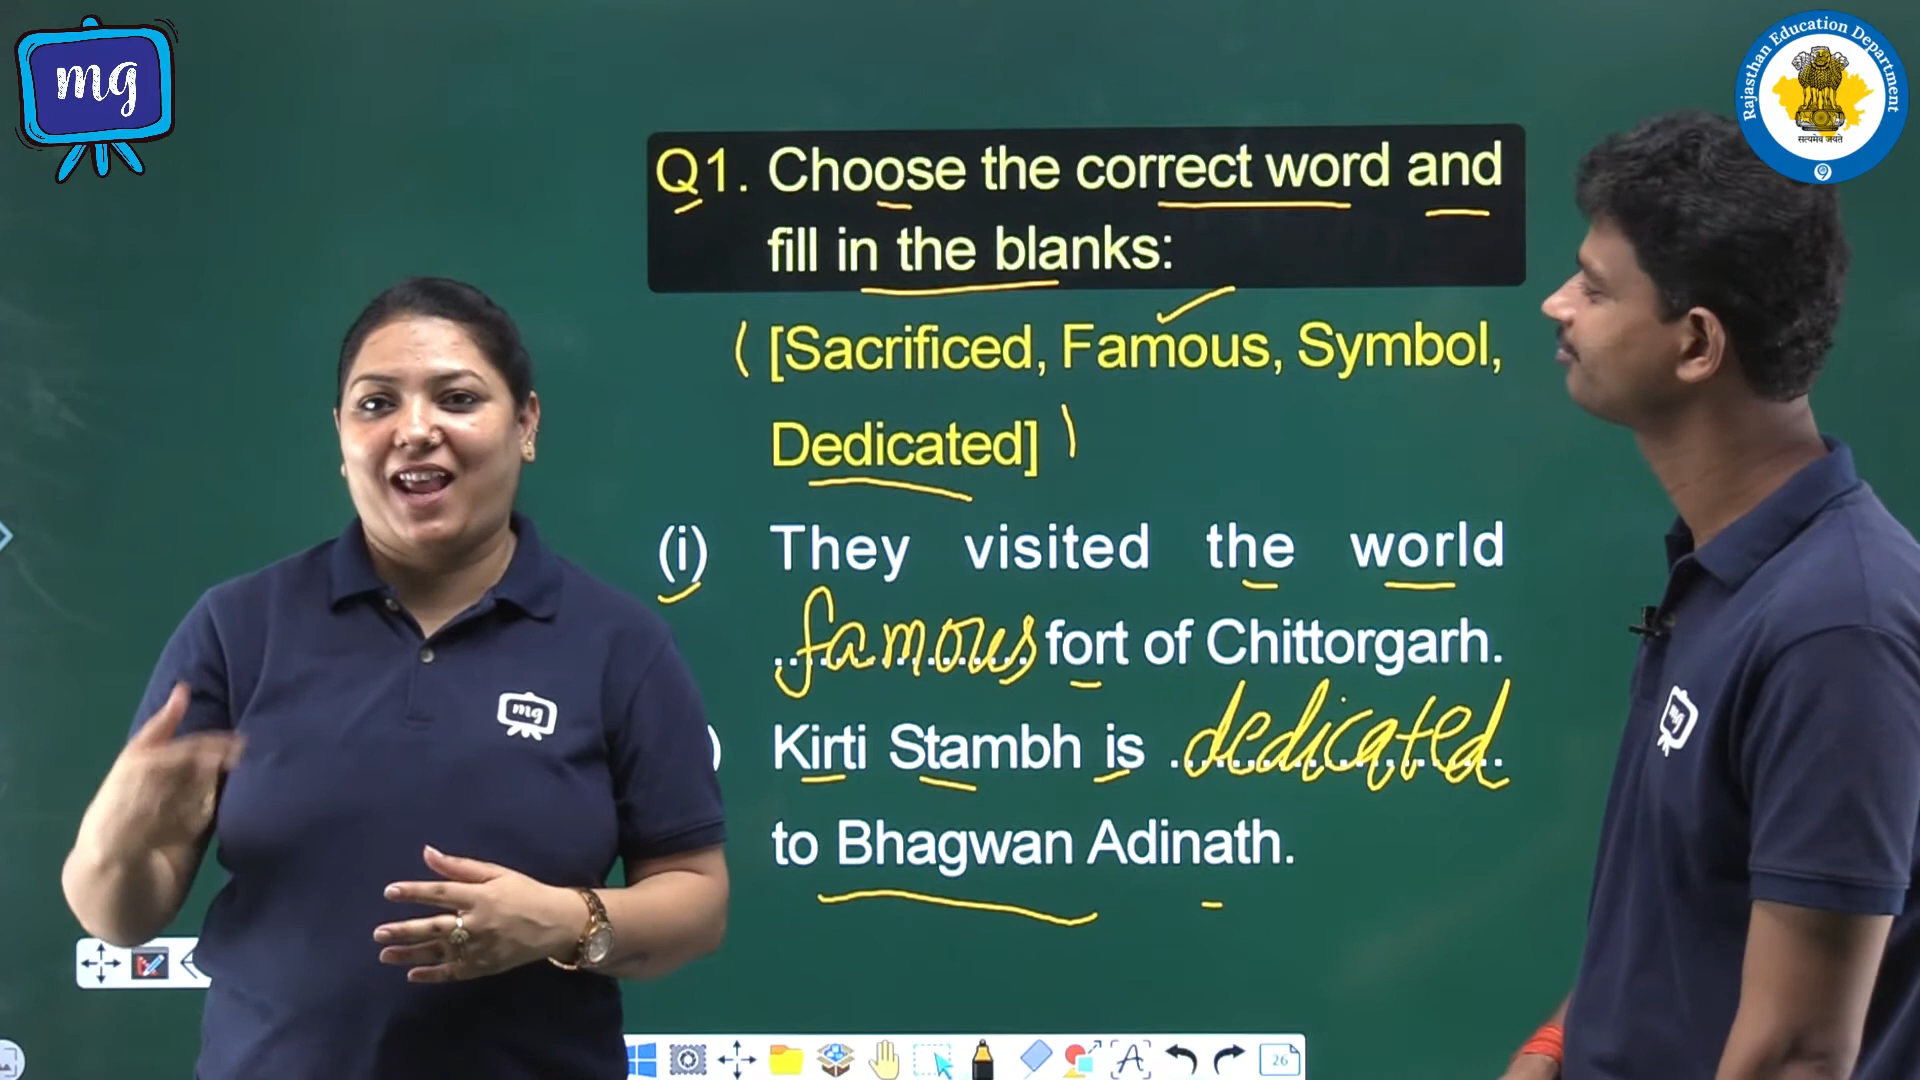 mg
Rajasthan Education Department
सत्यमेव जयते
Q1. Choose the correct word and
fill in the blanks:
[Sacrificed, Famous, Symbol,
Dedicated]
(i) They visited the world
famous fort of Chittorgarh.
) Kirti Stambh is dedicated
to Bhagwan Adinath.
mg
mg
A
26